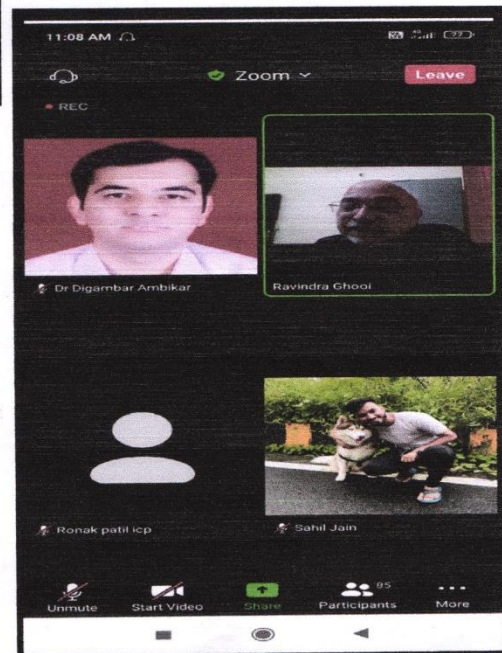 11:08 AM
22
Zoom
Leave
REC
Dr Digambar Ambikar
Ravindra Ghooi
Ronak patil icp
Sahil Jain
Unmute
Start Video
Share
95
Participants
More